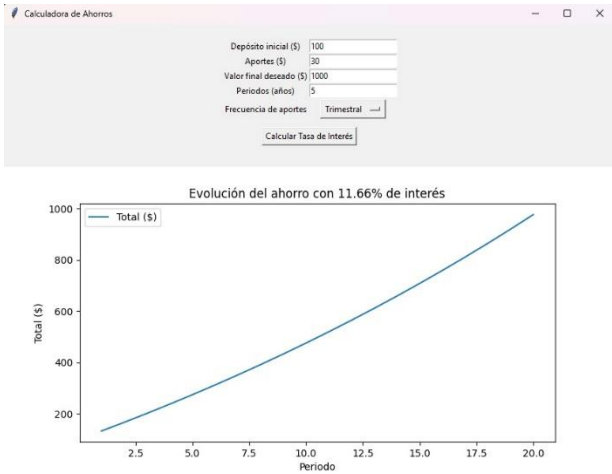 Calculadora de Ahorros
Depósito inicial ($) 100
Aportes ($) 30
Valor final deseado ($) 1000
Periodos (años) 5
Frecuencia de aportes Trimestral
Calcular Tasa de Interés
Evolución del ahorro con 11.66% de interés
Total ($)
1000
800
600
400
200
Total ($)
2.5 5.0 7.5 10.0 12.5 15.0 17.5 20.0
Periodo